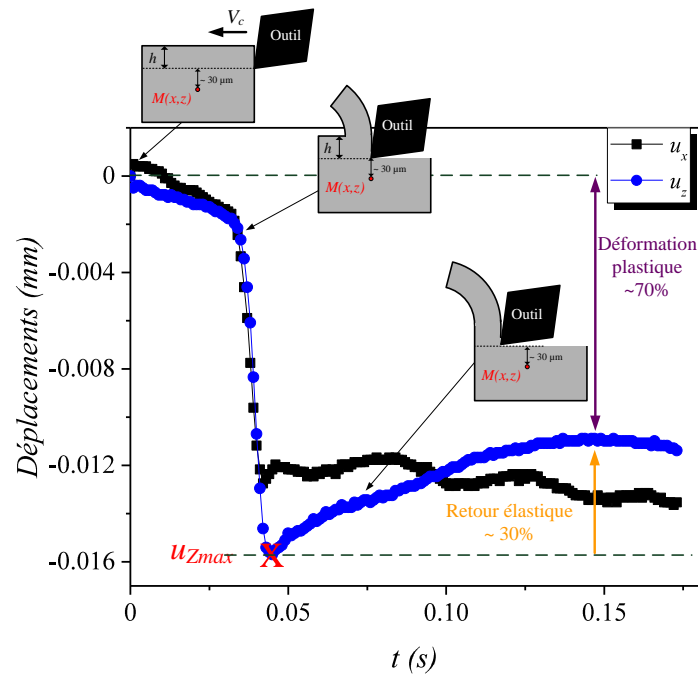 V_c
Outil
h
~ 30 µm
M(x,z)
Outil
h
~ 30 µm
M(x,z)
u_x
u_z
0
-0.004
-0.008
-0.012
-0.016
Déplacements (mm)
Déformation
plastique
~70%
Outil
~ 30 µm
M(x,z)
Retour élastique
~ 30%
u_Zmax
X
0
0.05
0.10
0.15
t (s)